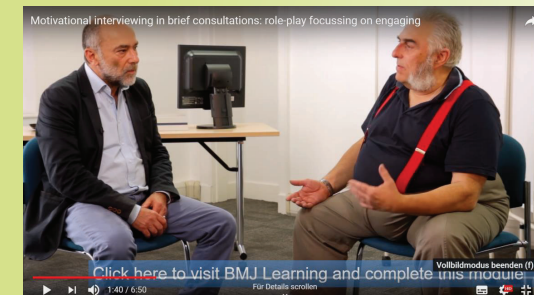 Motivational interviewing in brief consultations: role-play focussing on engaging
Click here to visit BMJ Learning and complete this module
Vollbildmodus beenden (f)
1:40 / 6:50
Für Details scrollen
HD